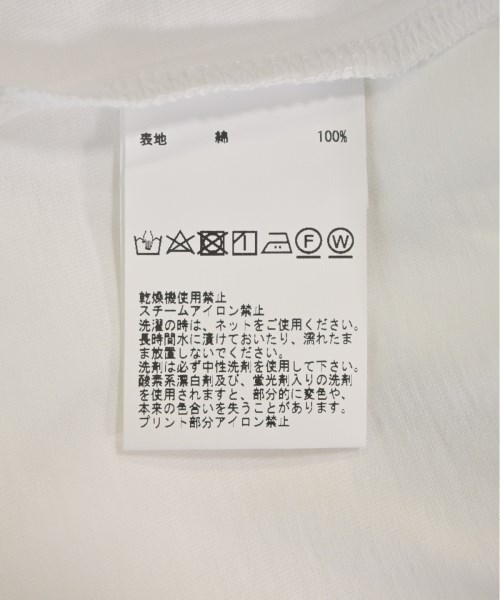 表地 綿 100%
F W
乾燥機使用禁止
スチームアイロン禁止
洗濯の時は、ネットをご使用ください。
長時間水に漬けておいたり、濡れたま
ま放置しないでください。
洗剤は必ず中性洗剤を使用して下さい。
酸素系漂白剤及び、蛍光剤入りの洗剤
を使用されますと、部分的に変色や、
本来の色合いを失うことがあります。
プリント部分アイロン禁止